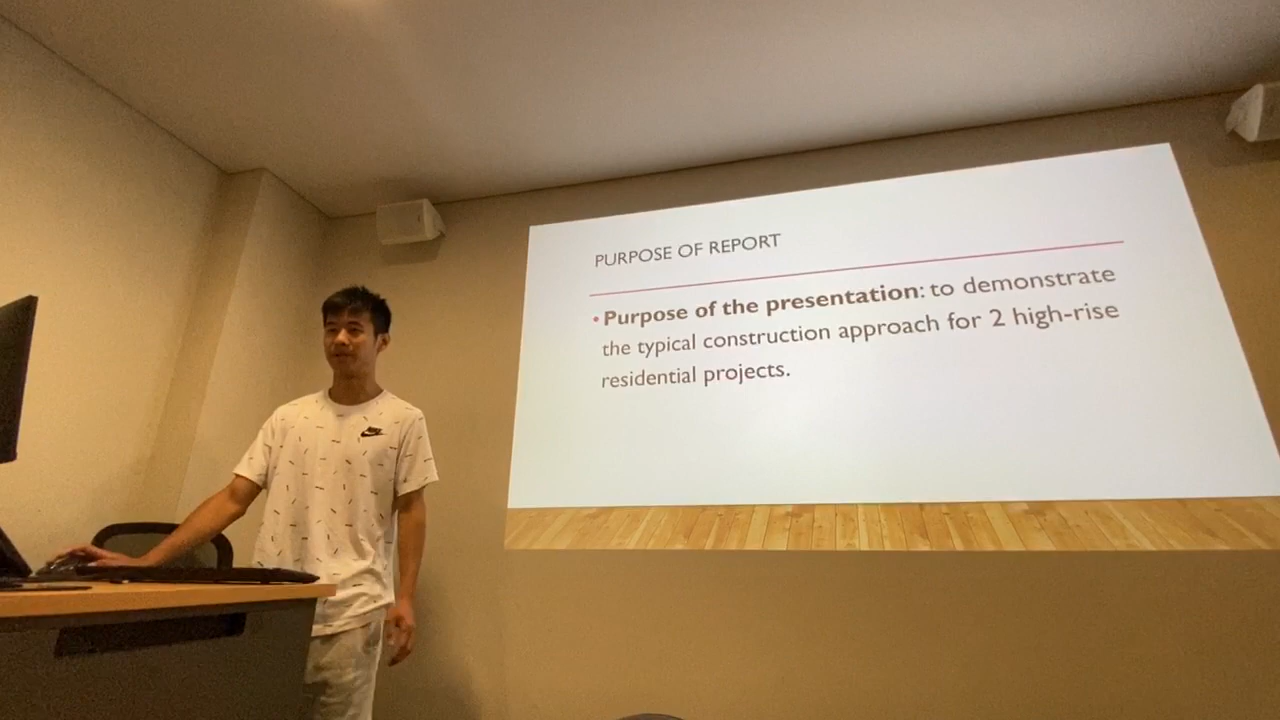 PURPOSE OF REPORT
• Purpose of the presentation: to demonstrate
the typical construction approach for 2 high-rise
residential projects.